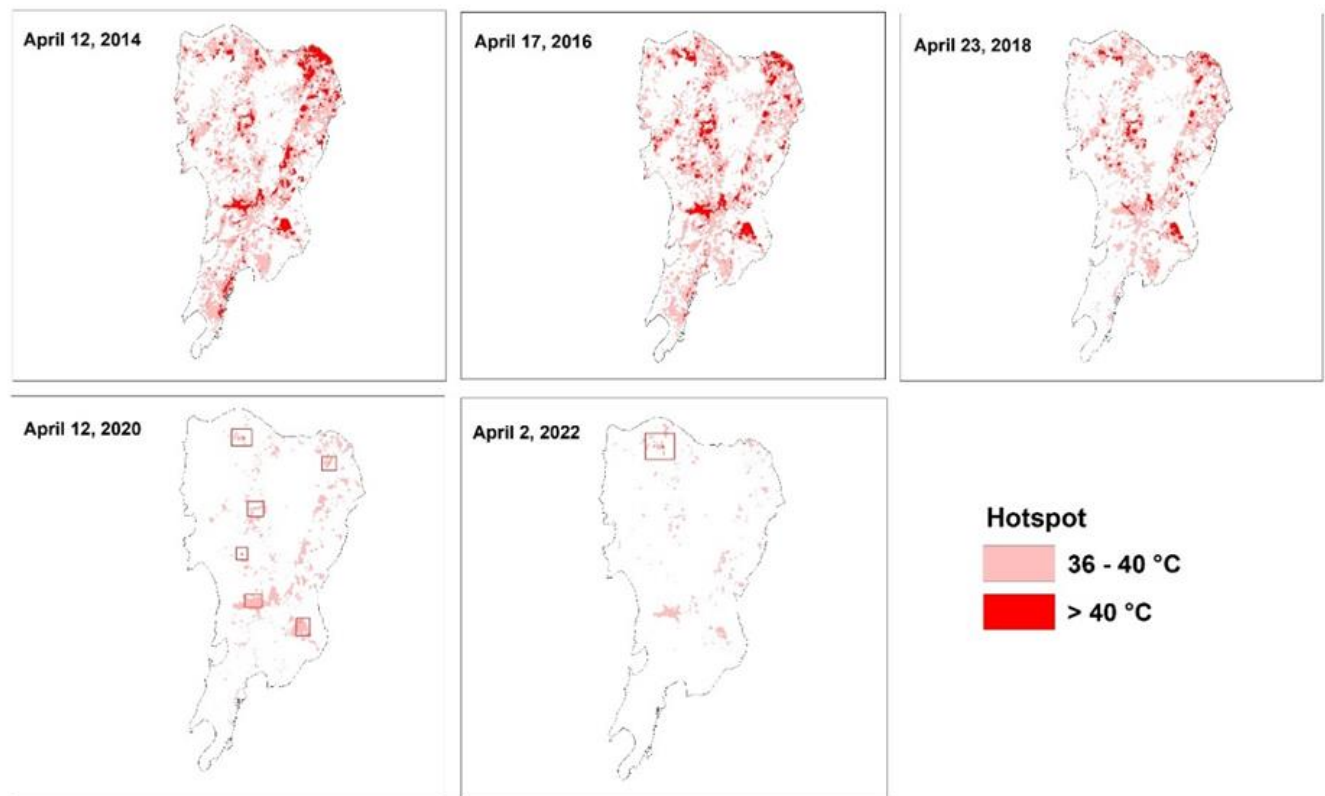 April 12, 2014
April 17, 2016
April 23, 2018
April 12, 2020
April 2, 2022
Hotspot
36 - 40 °C
> 40 °C